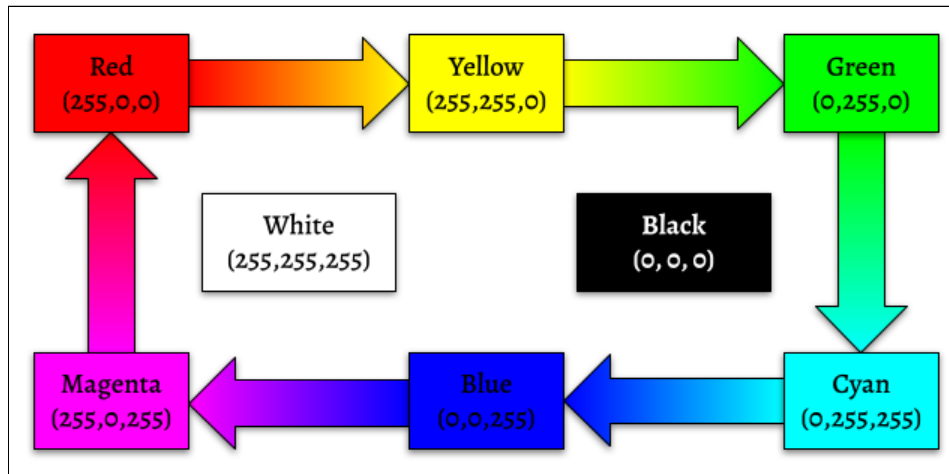 Red
(255,0,0)
Yellow
(255,255,0)
Green
(0,255,0)
White
(255,255,255)
Black
(0, 0, 0)
Magenta
(255,0,255)
Blue
(0,0,255)
Cyan
(0,255,255)